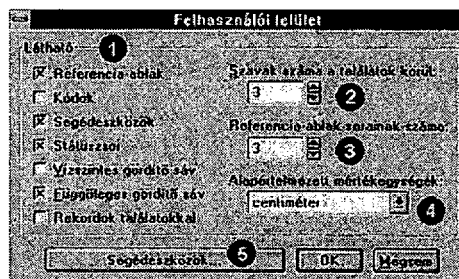 Felhasználói felület
Látható
1
Referencia-ablak
Kódok
Segédeszközök
Státuszsor
Vízszintes gördítő sáv
Függőleges gördítő sáv
Rekordok találatokkal
Szavak száma a találatok körül:
3
2
Referencia-ablak sorainak száma:
3
3
Alapértelmezett mértékegységek:
centiméter
4
Segédeszközök...
5
OK
Mégsem